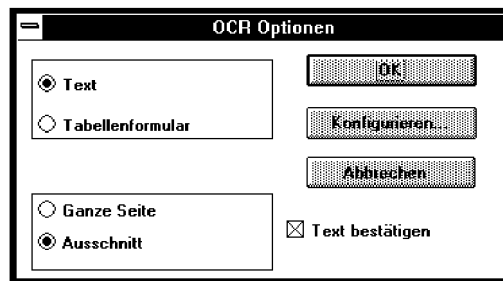 OCR Optionen
Text
Tabellenformular
OK
Konfigurieren...
Abbrechen
Ganze Seite
Ausschnitt
Text bestätigen